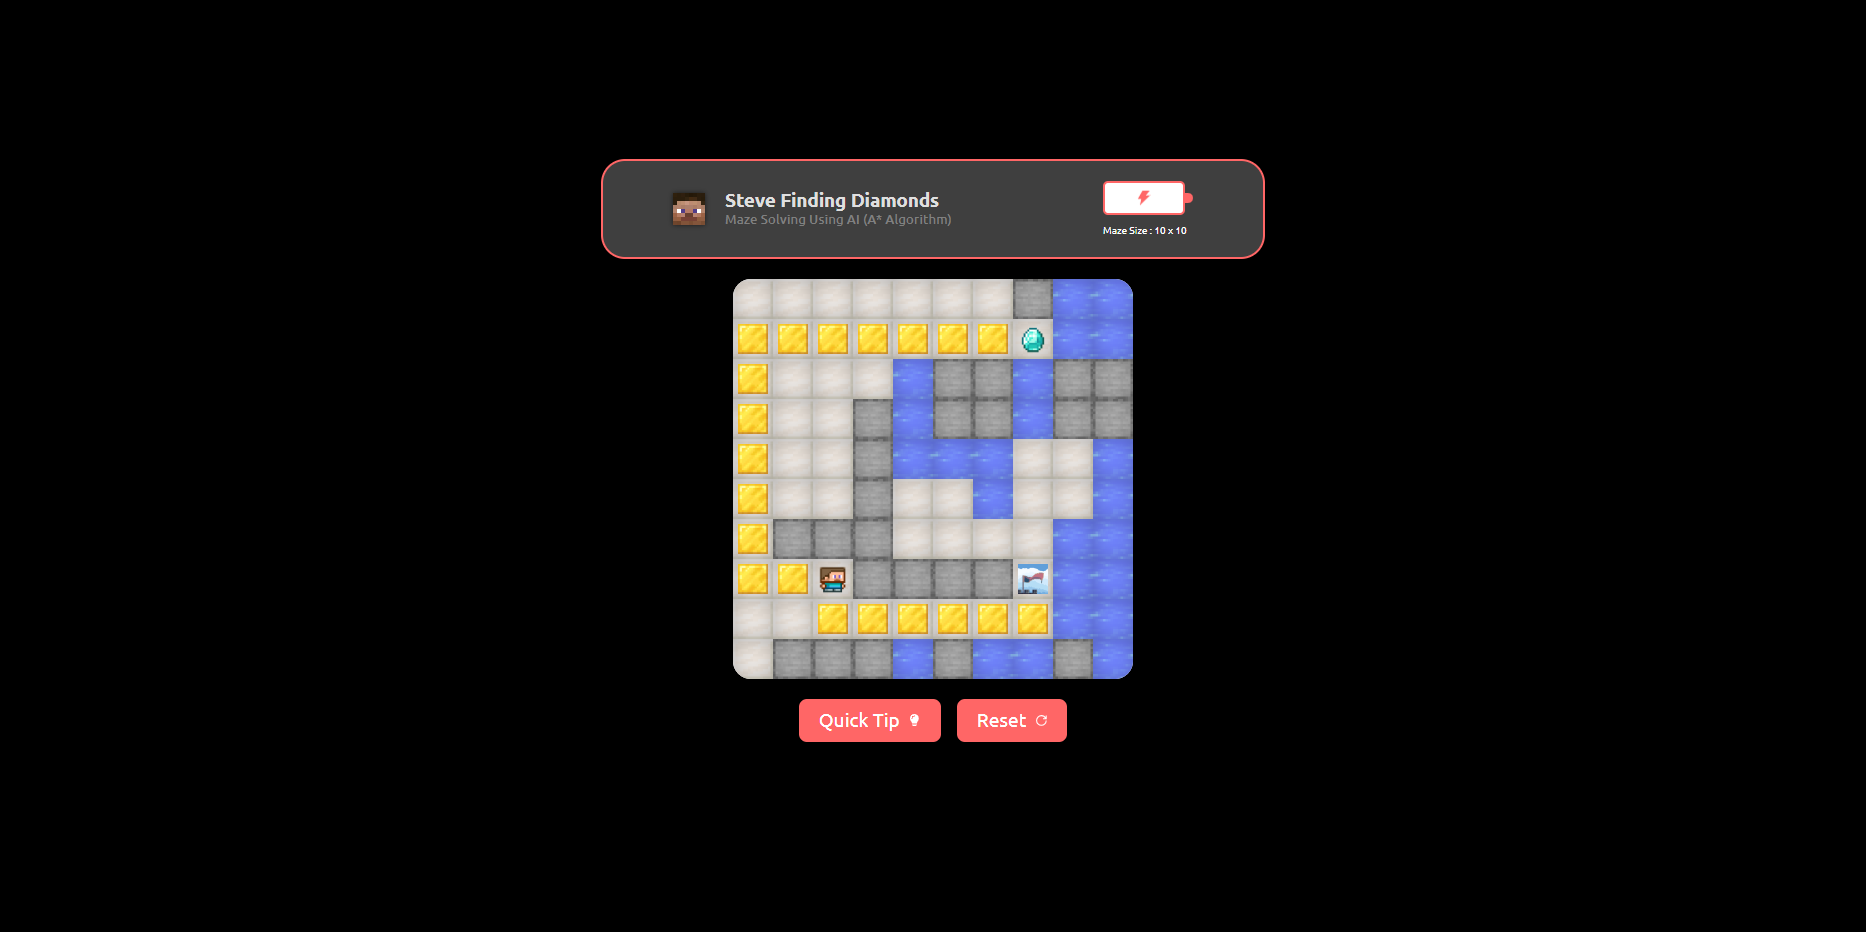 Steve Finding Diamonds
Maze Solving Using AI (A* Algorithm)
Maze Size : 10 x 10
Quick Tip
Reset